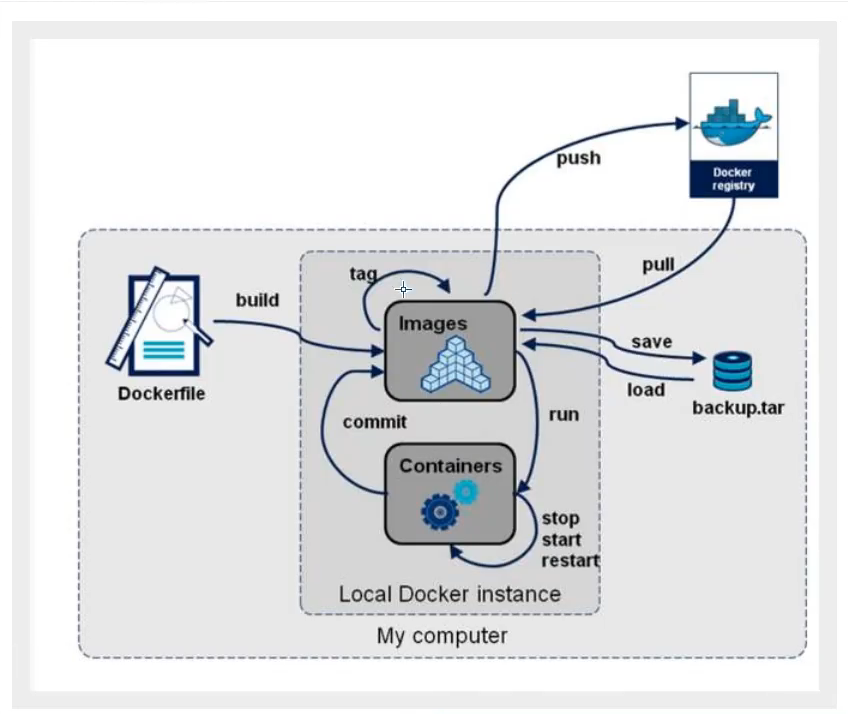 push
Docker
registry
pull
tag
build
Images
save
load
Dockerfile
backup.tar
commit
run
Containers
stop
start
restart
Local Docker instance
My computer